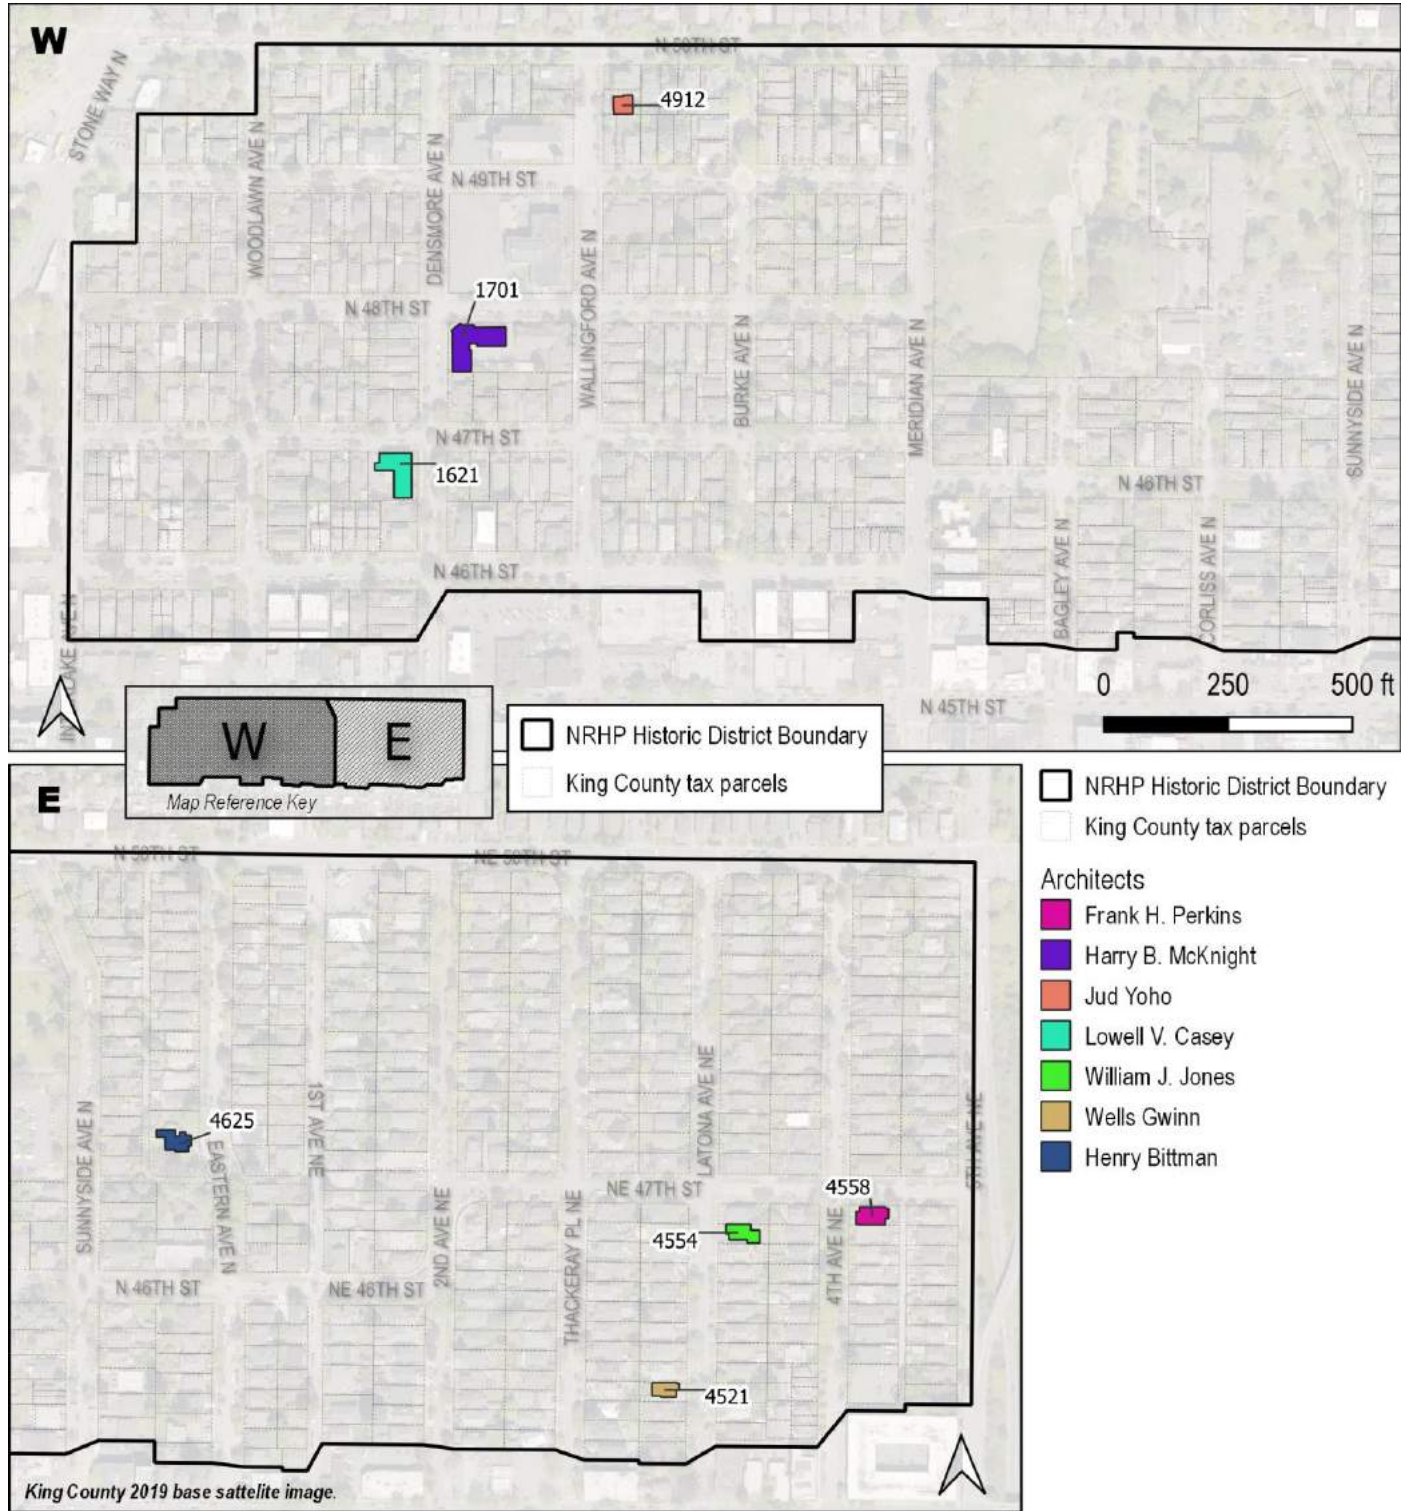 W
N 50TH ST
STONE WAY N
4912
WOODLAWN AVE N
DENSMORE AVE N
N 49TH ST
WALLINGFORD AVE N
1701
N 48TH ST
BURKE AVE N
MERIDIAN AVE N
SUNNYSIDE AVE N
N 47TH ST
1621
N 46TH ST
N 46TH ST
BAGLEY AVE N
CORLISS AVE N
0 250 500 ft
N 45TH ST
W E
Map Reference Key
NRHP Historic District Boundary
King County tax parcels
E
N 50TH ST
NE 50TH ST
NRHP Historic District Boundary
King County tax parcels
Architects
Frank H. Perkins
Harry B. McKnight
Jud Yoho
Lowell V. Casey
William J. Jones
Wells Gwinn
Henry Bittman
SUNNYSIDE AVE N
4625
EASTERN AVE N
1ST AVE NE
2ND AVE NE
THACKERAY PL NE
LATONA AVE NE
NE 47TH ST
4554
4558
4TH AVE NE
5TH AVE NE
N 46TH ST
NE 46TH ST
4521
King County 2019 base sattelite image.